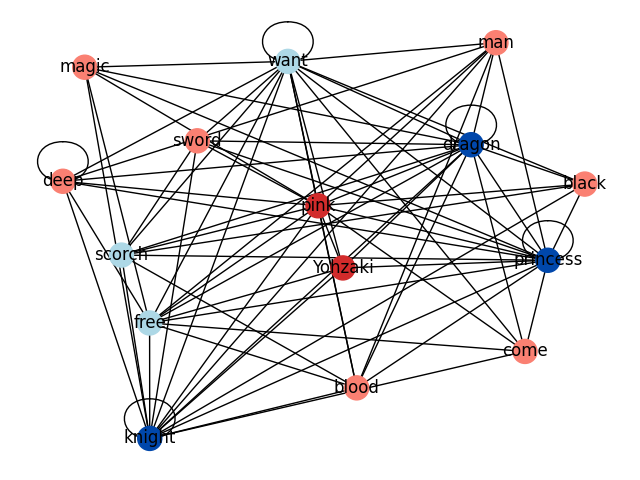 man
want
magic
sword
dragon
deep
black
pink
scorch
princess
Yohzaki
free
come
blood
knight